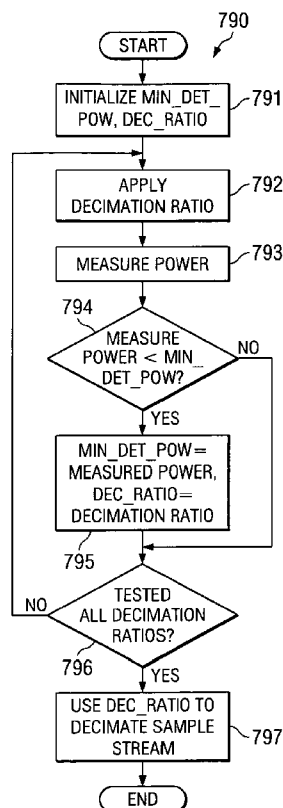 790
START
INITIALIZE MIN_DET_
POW, DEC_RATIO
791
APPLY
DECIMATION RATIO
792
MEASURE POWER
793
794
MEASURE
POWER < MIN_
DET_POW?
NO
YES
MIN_DET_POW=
MEASURED POWER,
DEC_RATIO=
DECIMATION RATIO
795
TESTED
ALL DECIMATION
RATIOS?
NO
796
YES
USE DEC_RATIO TO
DECIMATE SAMPLE
STREAM
797
END